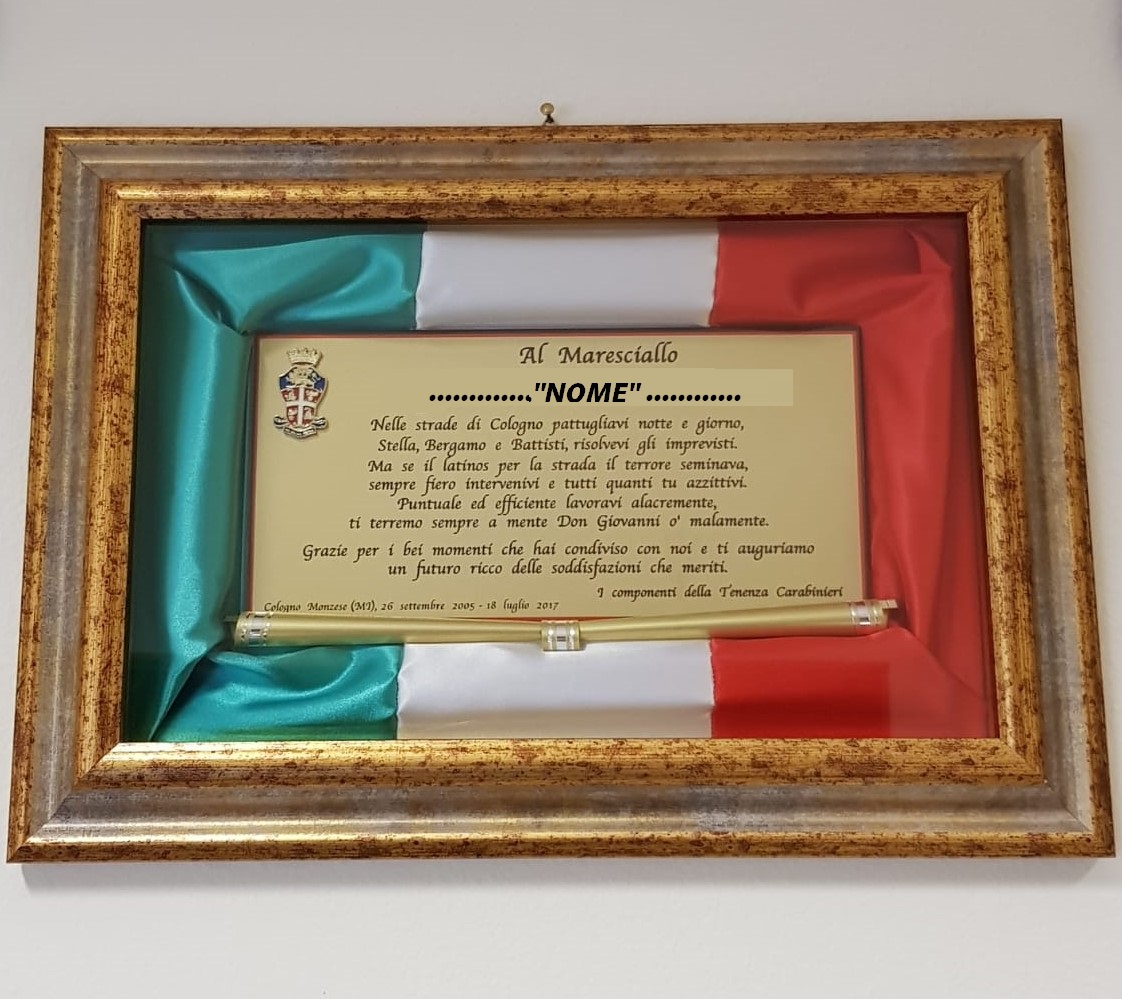 Al Maresciallo
............."NOME" ............
Nelle strade di Cologno pattugliavi notte e giorno,
Stella, Bergamo e Battisti, risolvevi gli imprevisti.
Ma se il latinos per la strada il terrore seminava,
sempre fiero intervenivi e tutti quanti tu azzittivi.
Puntuale ed efficiente lavoravi alacremente,
ti terremo sempre a mente Don Giovanni o' malamente.
Grazie per i bei momenti che hai condiviso con noi e ti auguriamo
un futuro ricco delle soddisfazioni che meriti.
I componenti della Tenenza Carabinieri
Cologno Monzese (MI), 26 settembre 2005 - 18 luglio 2017